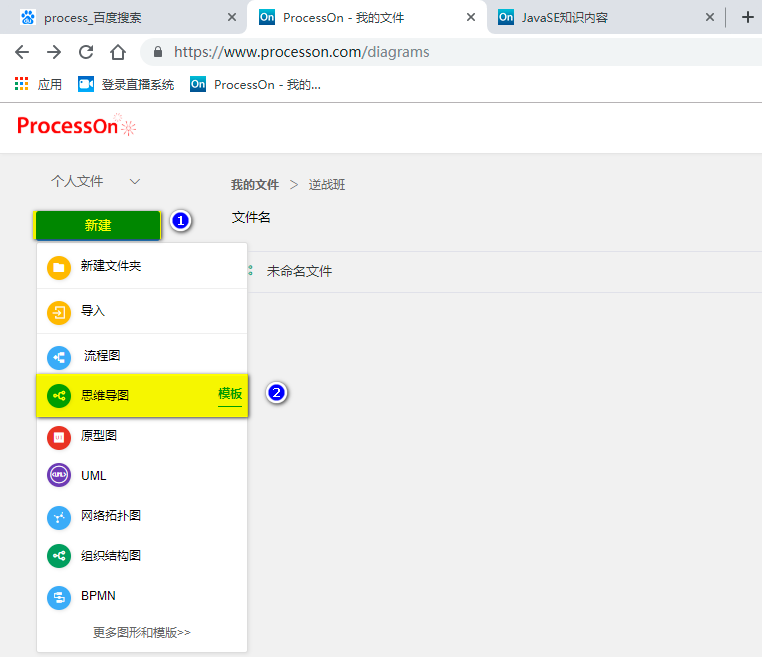 process_百度搜索
On ProcessOn - 我的文件
On JavaSE知识内容
https://www.processon.com/diagrams
应用 登录直播系统 On ProcessOn - 我的...
ProcessOn
个人文件
我的文件 > 逆战班
新建 1
文件名
新建文件夹
未命名文件
导入
流程图
思维导图 模板 2
原型图
UML UML
网络拓扑图
组织结构图
BPMN
更多图形和模版>>